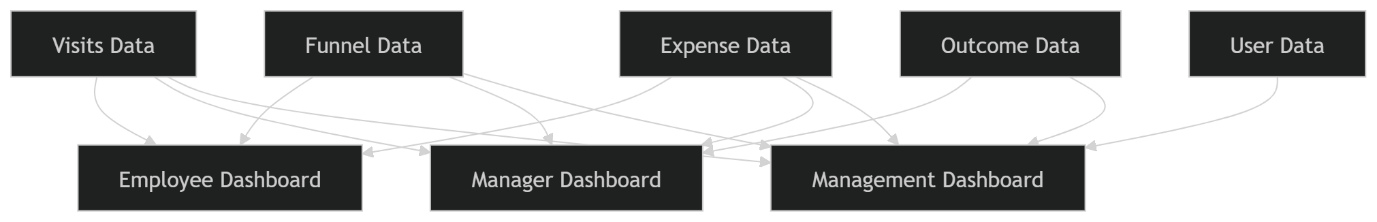 Visits Data
Funnel Data
Expense Data
Outcome Data
User Data
Employee Dashboard
Manager Dashboard
Management Dashboard